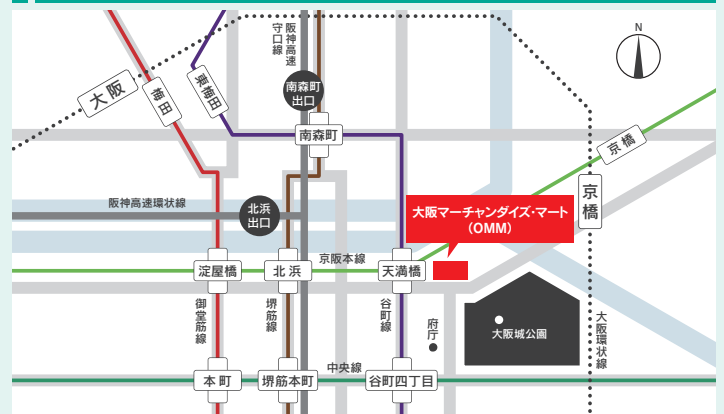 N
阪神高速
守口線
大阪
梅田
東梅田
南森町
出口
南森町
京橋
京橋
阪神高速環状線
北浜
出口
大阪マーチャンダイズ・マート
（OMM）
京阪本線
淀屋橋
北浜
天満橋
御堂筋線
堺筋線
谷町線
府庁
大阪城公園
大阪環状線
中央線
本町
堺筋本町
谷町四丁目